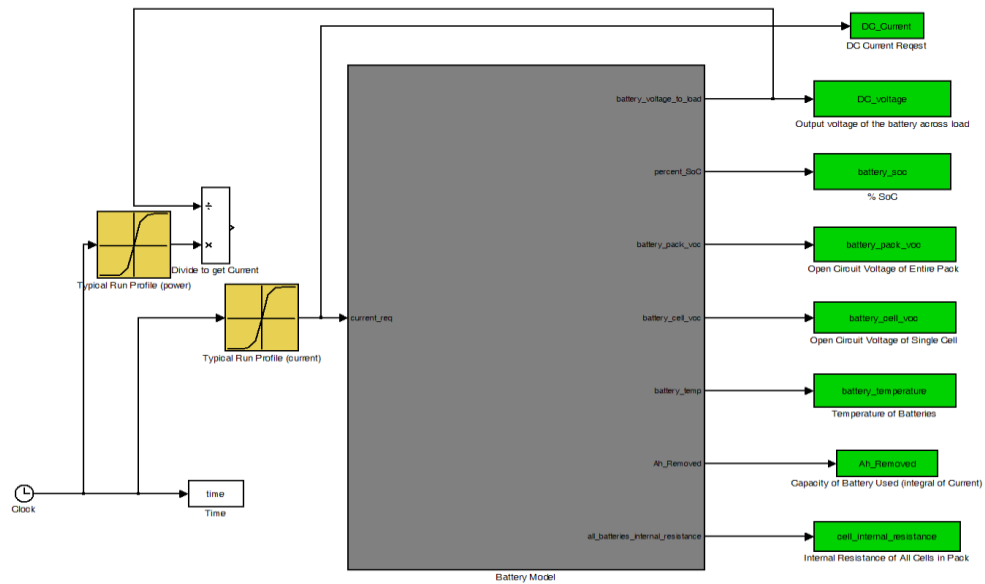 DC_Current
DC Current Reqest
battery_voltage_to_load
DC_voltage
Output voltage of the battery across load
percent_SoC
battery_soc
% SoC
÷
×
Divide to get Current
Typical Run Profile (power)
battery_pack_voc
battery_pack_voc
Open Circuit Voltage of Entire Pack
current_req
Typical Run Profile (current)
battery_cell_voc
battery_cell_voc
Open Circuit Voltage of Single Cell
battery_temp
battery_temperature
Temperature of Batteries
Ah_Removed
Ah_Removed
Capacity of Battery Used (integral of Current)
Clock
time
Time
all_batteries_internal_resistance
cell_internal_resistance
Internal Resistance of All Cells in Pack
Battery Model